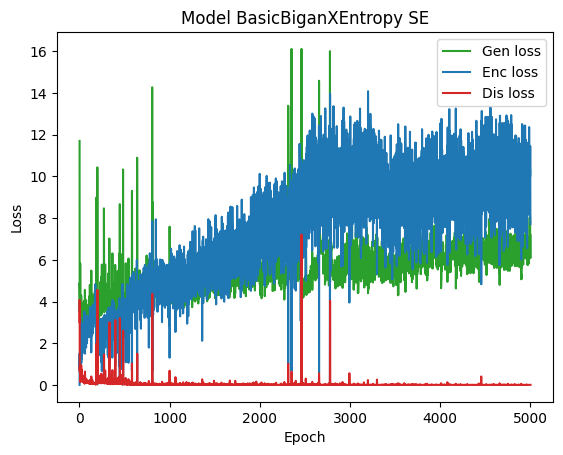 Model BasicBiganXEntropy SE
Gen loss
Enc loss
Dis loss
Loss
16
14
12
10
8
6
4
2
0
0 1000 2000 3000 4000 5000
Epoch